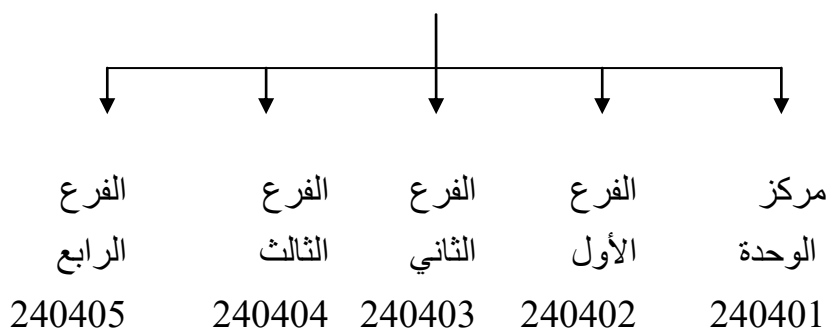 مركز الفرع الفرع الفرع الفرع
الوحدة الأول الثاني الثالث الرابع
240401 240402 240403 240404 240405